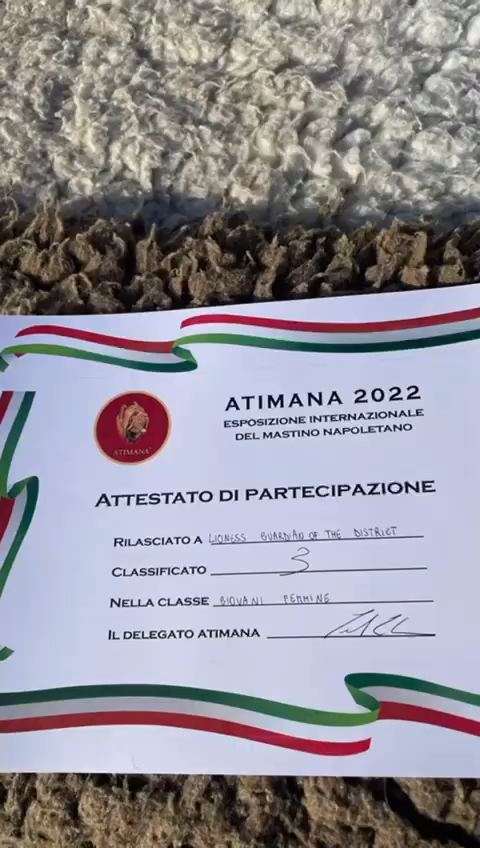 ATIMANA 2022
ESPOSIZIONE INTERNAZIONALE
DEL MASTINO NAPOLETANO
ATIMANA
ATTESTATO DI PARTECIPAZIONE
RILASCIATO A LIONESS GUARDIAN OF THE DISTRICT
CLASSIFICATO 3
NELLA CLASSE GIOVANI FEMMINE
IL DELEGATO ATIMANA